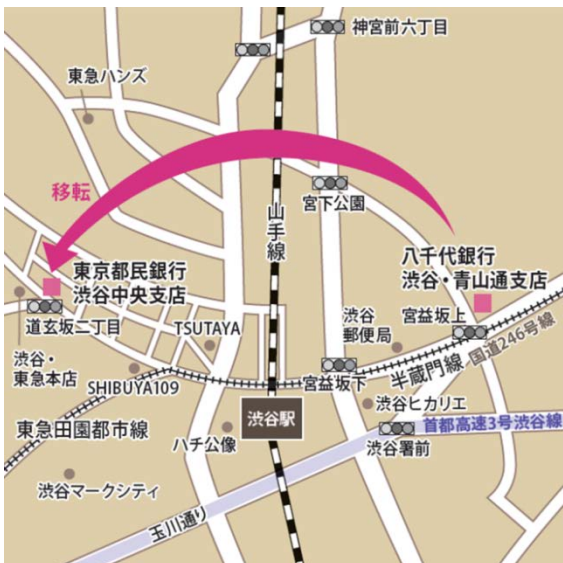 神宮前六丁目
東急ハンズ
移転
宮下公園
山手線
八千代銀行
渋谷・青山通支店
東京都民銀行
渋谷中央支店
道玄坂二丁目
TSUTAYA
渋谷
郵便局
宮益坂上
国道246号線
半蔵門線
渋谷・
東急本店
SHIBUYA109
宮益坂下
渋谷ヒカリエ
渋谷駅
東急田園都市線
ハチ公像
首都高速3号渋谷線
渋谷署前
渋谷マークシティ
玉川通り